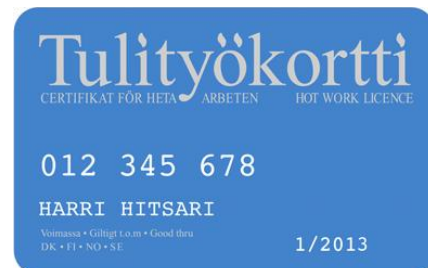 Tulityökortti
CERTIFIKAT FÖR HETA ARBETEN HOT WORK LICENCE
012 345 678
HARRI HITSARI
Voimassa • Giltigt t.o.m • Good thru
DK • FI • NO • SE 1/2013